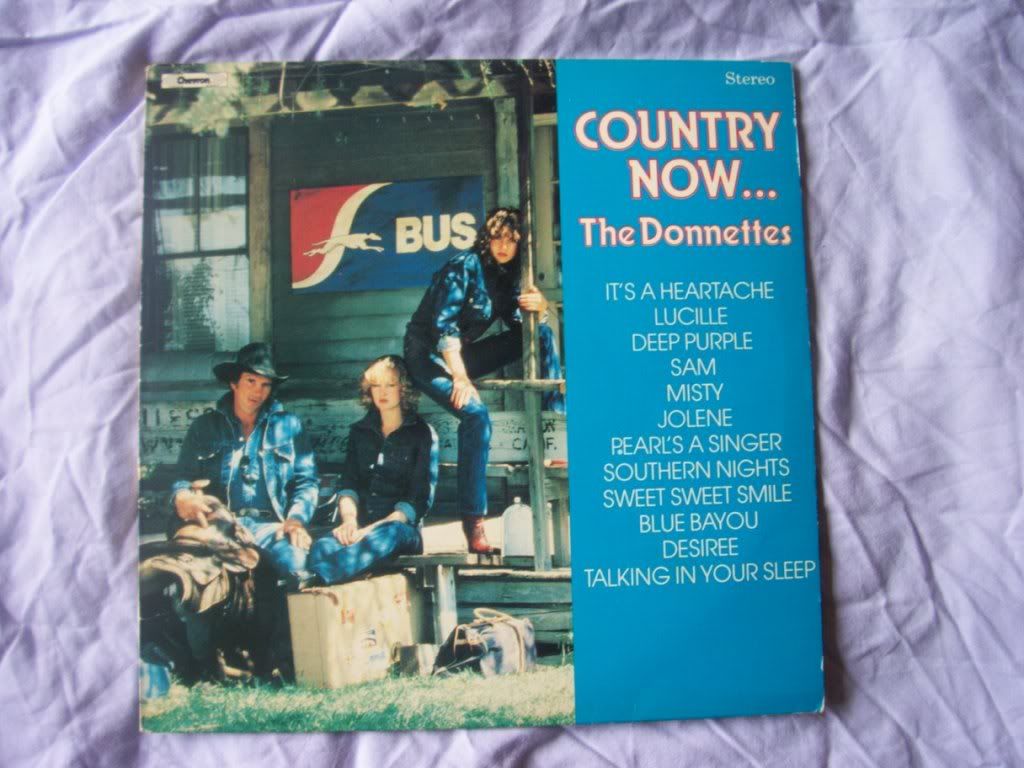 Chevron
Stereo
COUNTRY
NOW...
The Donnettes
BUS
IT'S A HEARTACHE
LUCILLE
DEEP PURPLE
SAM
MISTY
JOLENE
PEARL'S A SINGER
SOUTHERN NIGHTS
SWEET SWEET SMILE
BLUE BAYOU
DESIREE
TALKING IN YOUR SLEEP